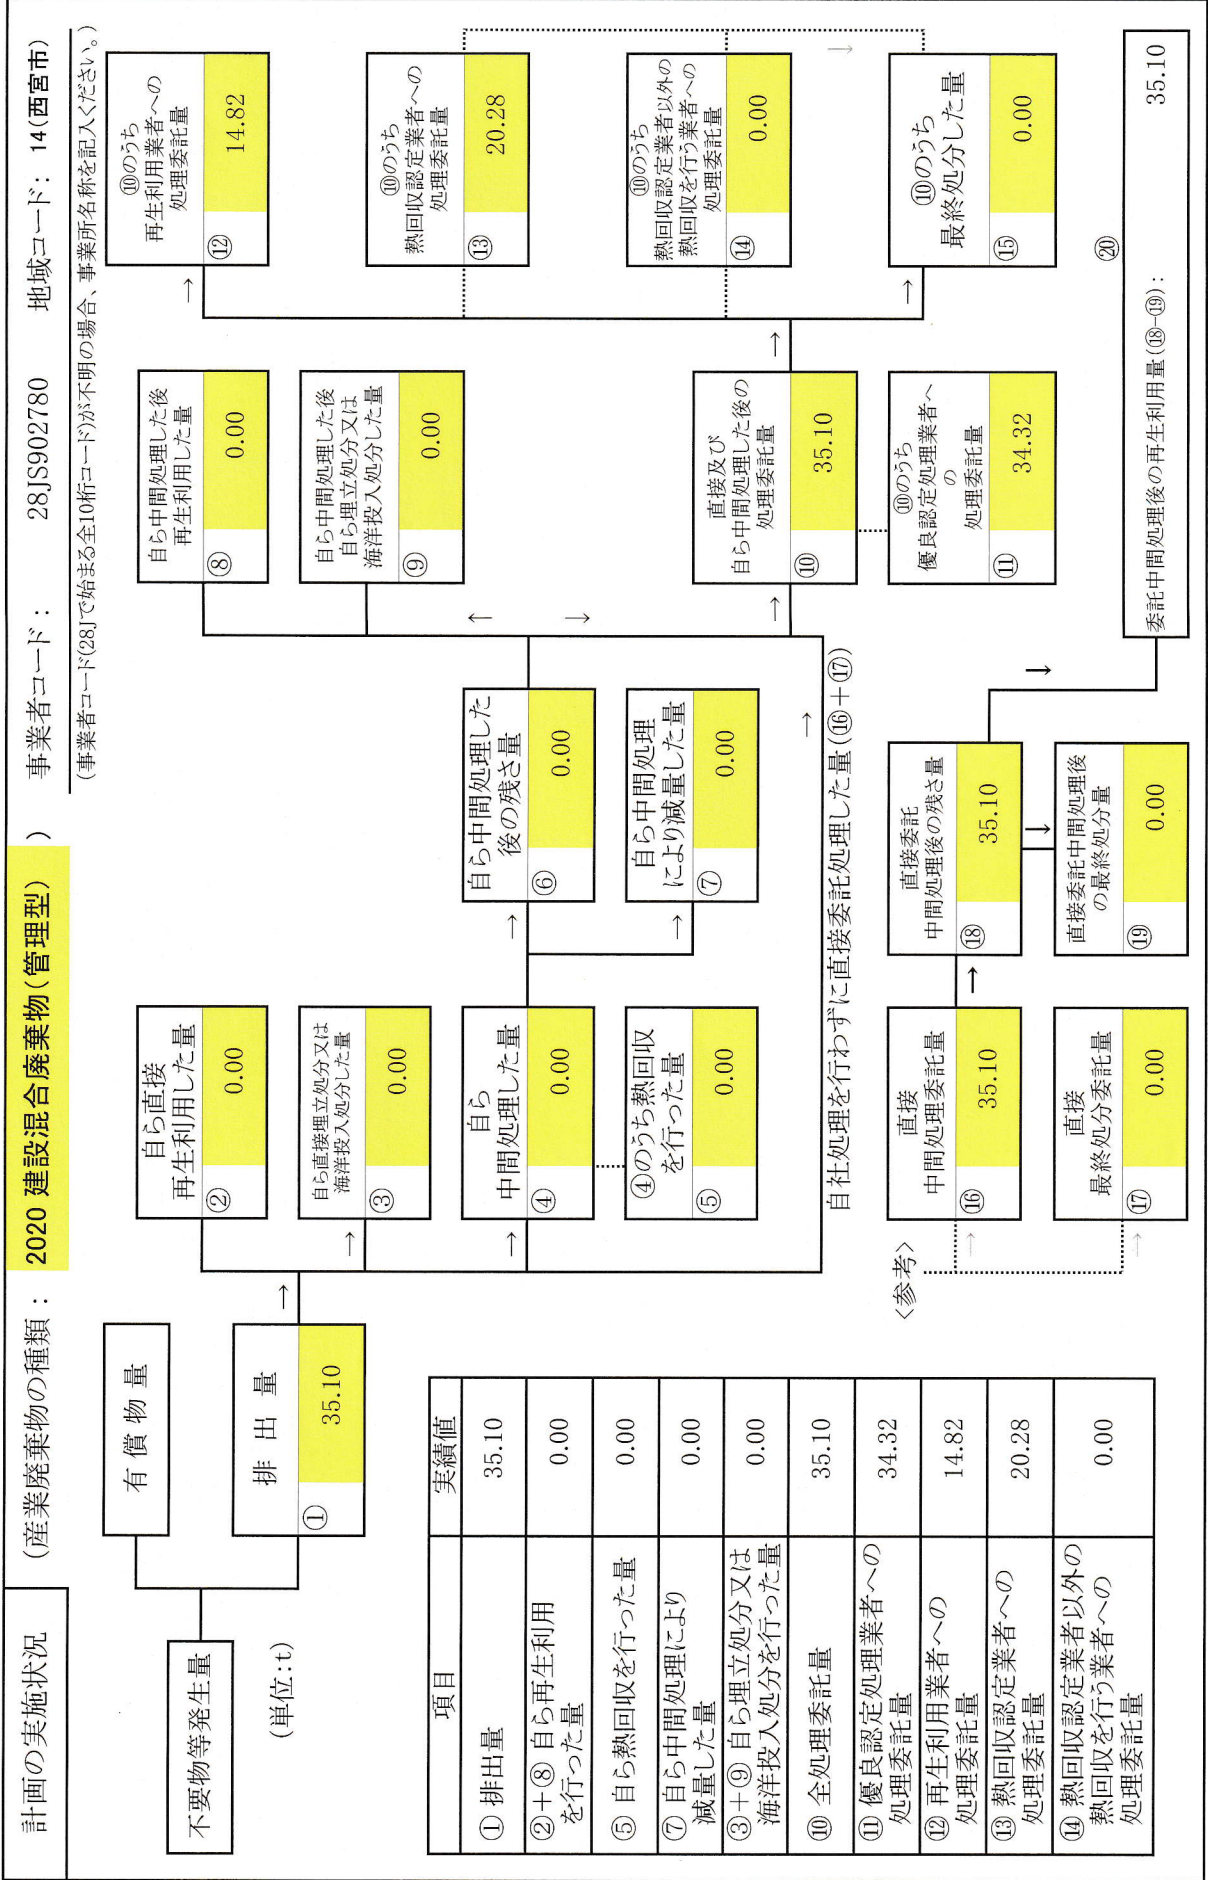 計画の実施状況
(産業廃棄物の種類： 2020 建設混合廃棄物(管理型) )
事業者コード： 28JS902780 地域コード： 14(西宮市)
(事業者コード(28Jで始まる全10桁コード)が不明の場合、事業所名称を記入ください。)
不要物等発生量
(単位:t)
有 償 物 量
排 出 量
① 35.10
→
自ら直接
再生利用した量
② 0.00
→
自ら直接埋立処分又は
海洋投入処分した量
③ 0.00
→
自ら
中間処理した量
④ 0.00
④のうち熱回収
を行った量
⑤ 0.00
→
自ら中間処理した
後の残さ量
⑥ 0.00
→
自ら中間処理
により減量した量
⑦ 0.00
↑
↓
自ら中間処理した後
再生利用した量
⑧ 0.00
自ら中間処理した後
自ら埋立処分又は
海洋投入処分した量
⑨ 0.00
→
自社処理を行わずに直接委託処理した量(⑯＋⑰)
→
直接及び
自ら中間処理した後の
処理委託量
⑩ 35.10
⑩のうち
優良認定処理業者へ
の
処理委託量
⑪ 34.32
→
→
⑩のうち
再生利用業者への
処理委託量
⑫ 14.82
⑩のうち
熱回収認定業者への
処理委託量
⑬ 20.28
⑩のうち
熱回収認定業者以外の
熱回収を行う業者への
処理委託量
⑭ 0.00
↓
→
⑩のうち
最終処分した量
⑮ 0.00
<参考>
→
直接
中間処理委託量
⑯ 35.10
→
直接
最終処分委託量
⑰ 0.00
→
直接委託
中間処理後の残さ量
⑱ 35.10
↓
直接委託中間処理後
の最終処分量
⑲ 0.00
↓
⑳
委託中間処理後の再生利用量(⑱-⑲)： 35.10
項目 実績値
① 排出量 35.10
②＋⑧ 自ら再生利用
を行った量 0.00
⑤ 自ら熱回収を行った量 0.00
⑦ 自ら中間処理により
減量した量 0.00
③＋⑨ 自ら埋立処分又は
海洋投入処分を行った量 0.00
⑩ 全処理委託量 35.10
⑪ 優良認定処理業者への
処理委託量 34.32
⑫ 再生利用業者への
処理委託量 14.82
⑬ 熱回収認定業者への
処理委託量 20.28
⑭ 熱回収認定業者以外の
熱回収を行う業者への
処理委託量 0.00